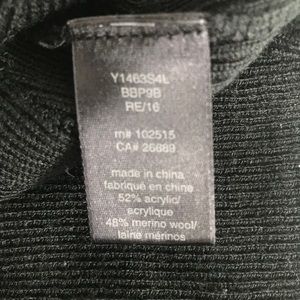 Y1463S4L
BBP9B
RE/16
rn# 102515
CA# 26889
made in china
fabriqué en chine
52% acrylic/
acrylique
48% merino wool/
laine mérinos